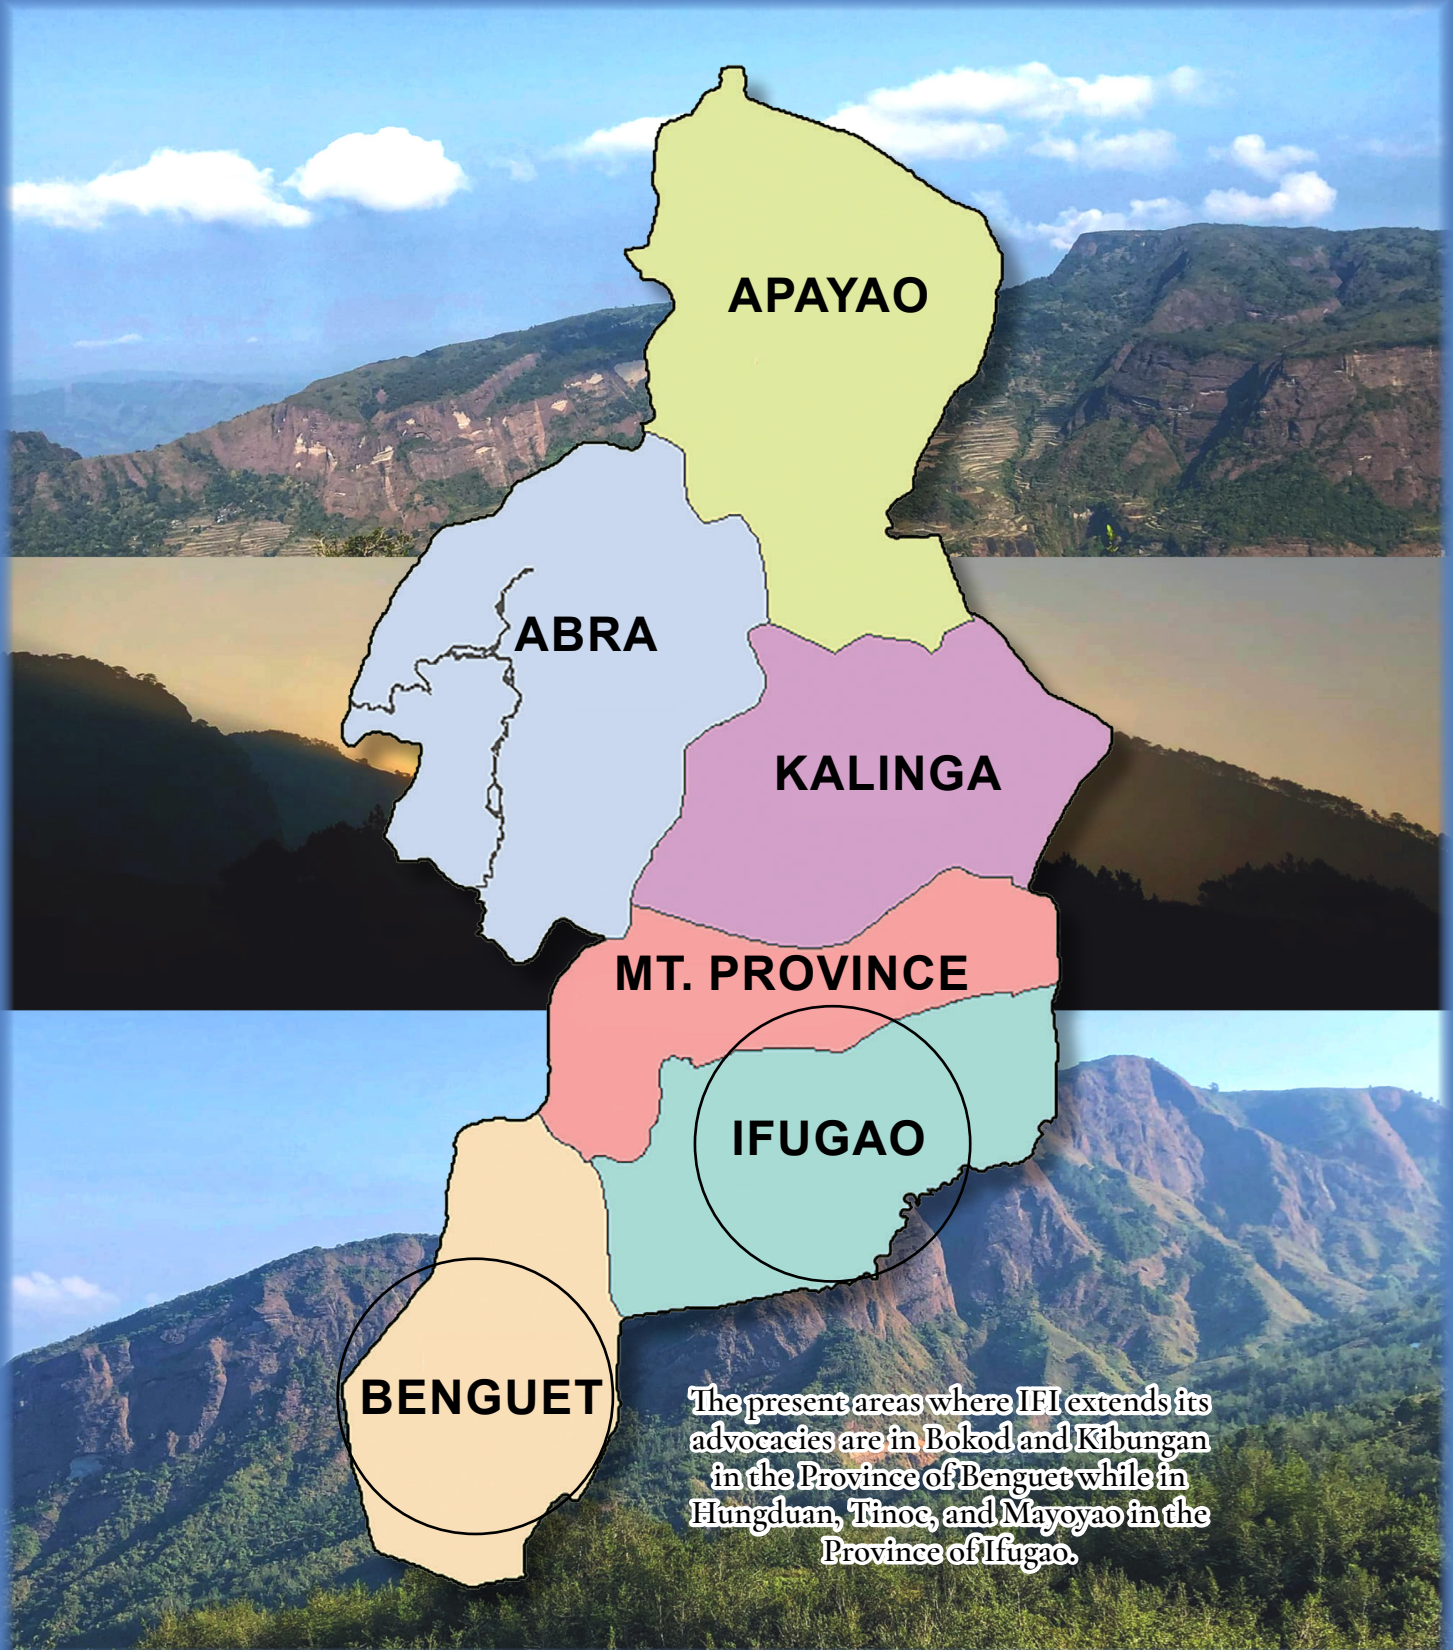 APAYAO
ABRA
KALINGA
MT. PROVINCE
IFUGAO
BENGUET
The present areas where IFI extends its
advocacies are in Bokod and Kibungan
in the Province of Benguet while in
Hungduan, Tinoc, and Mayoyao in the
Province of Ifugao.